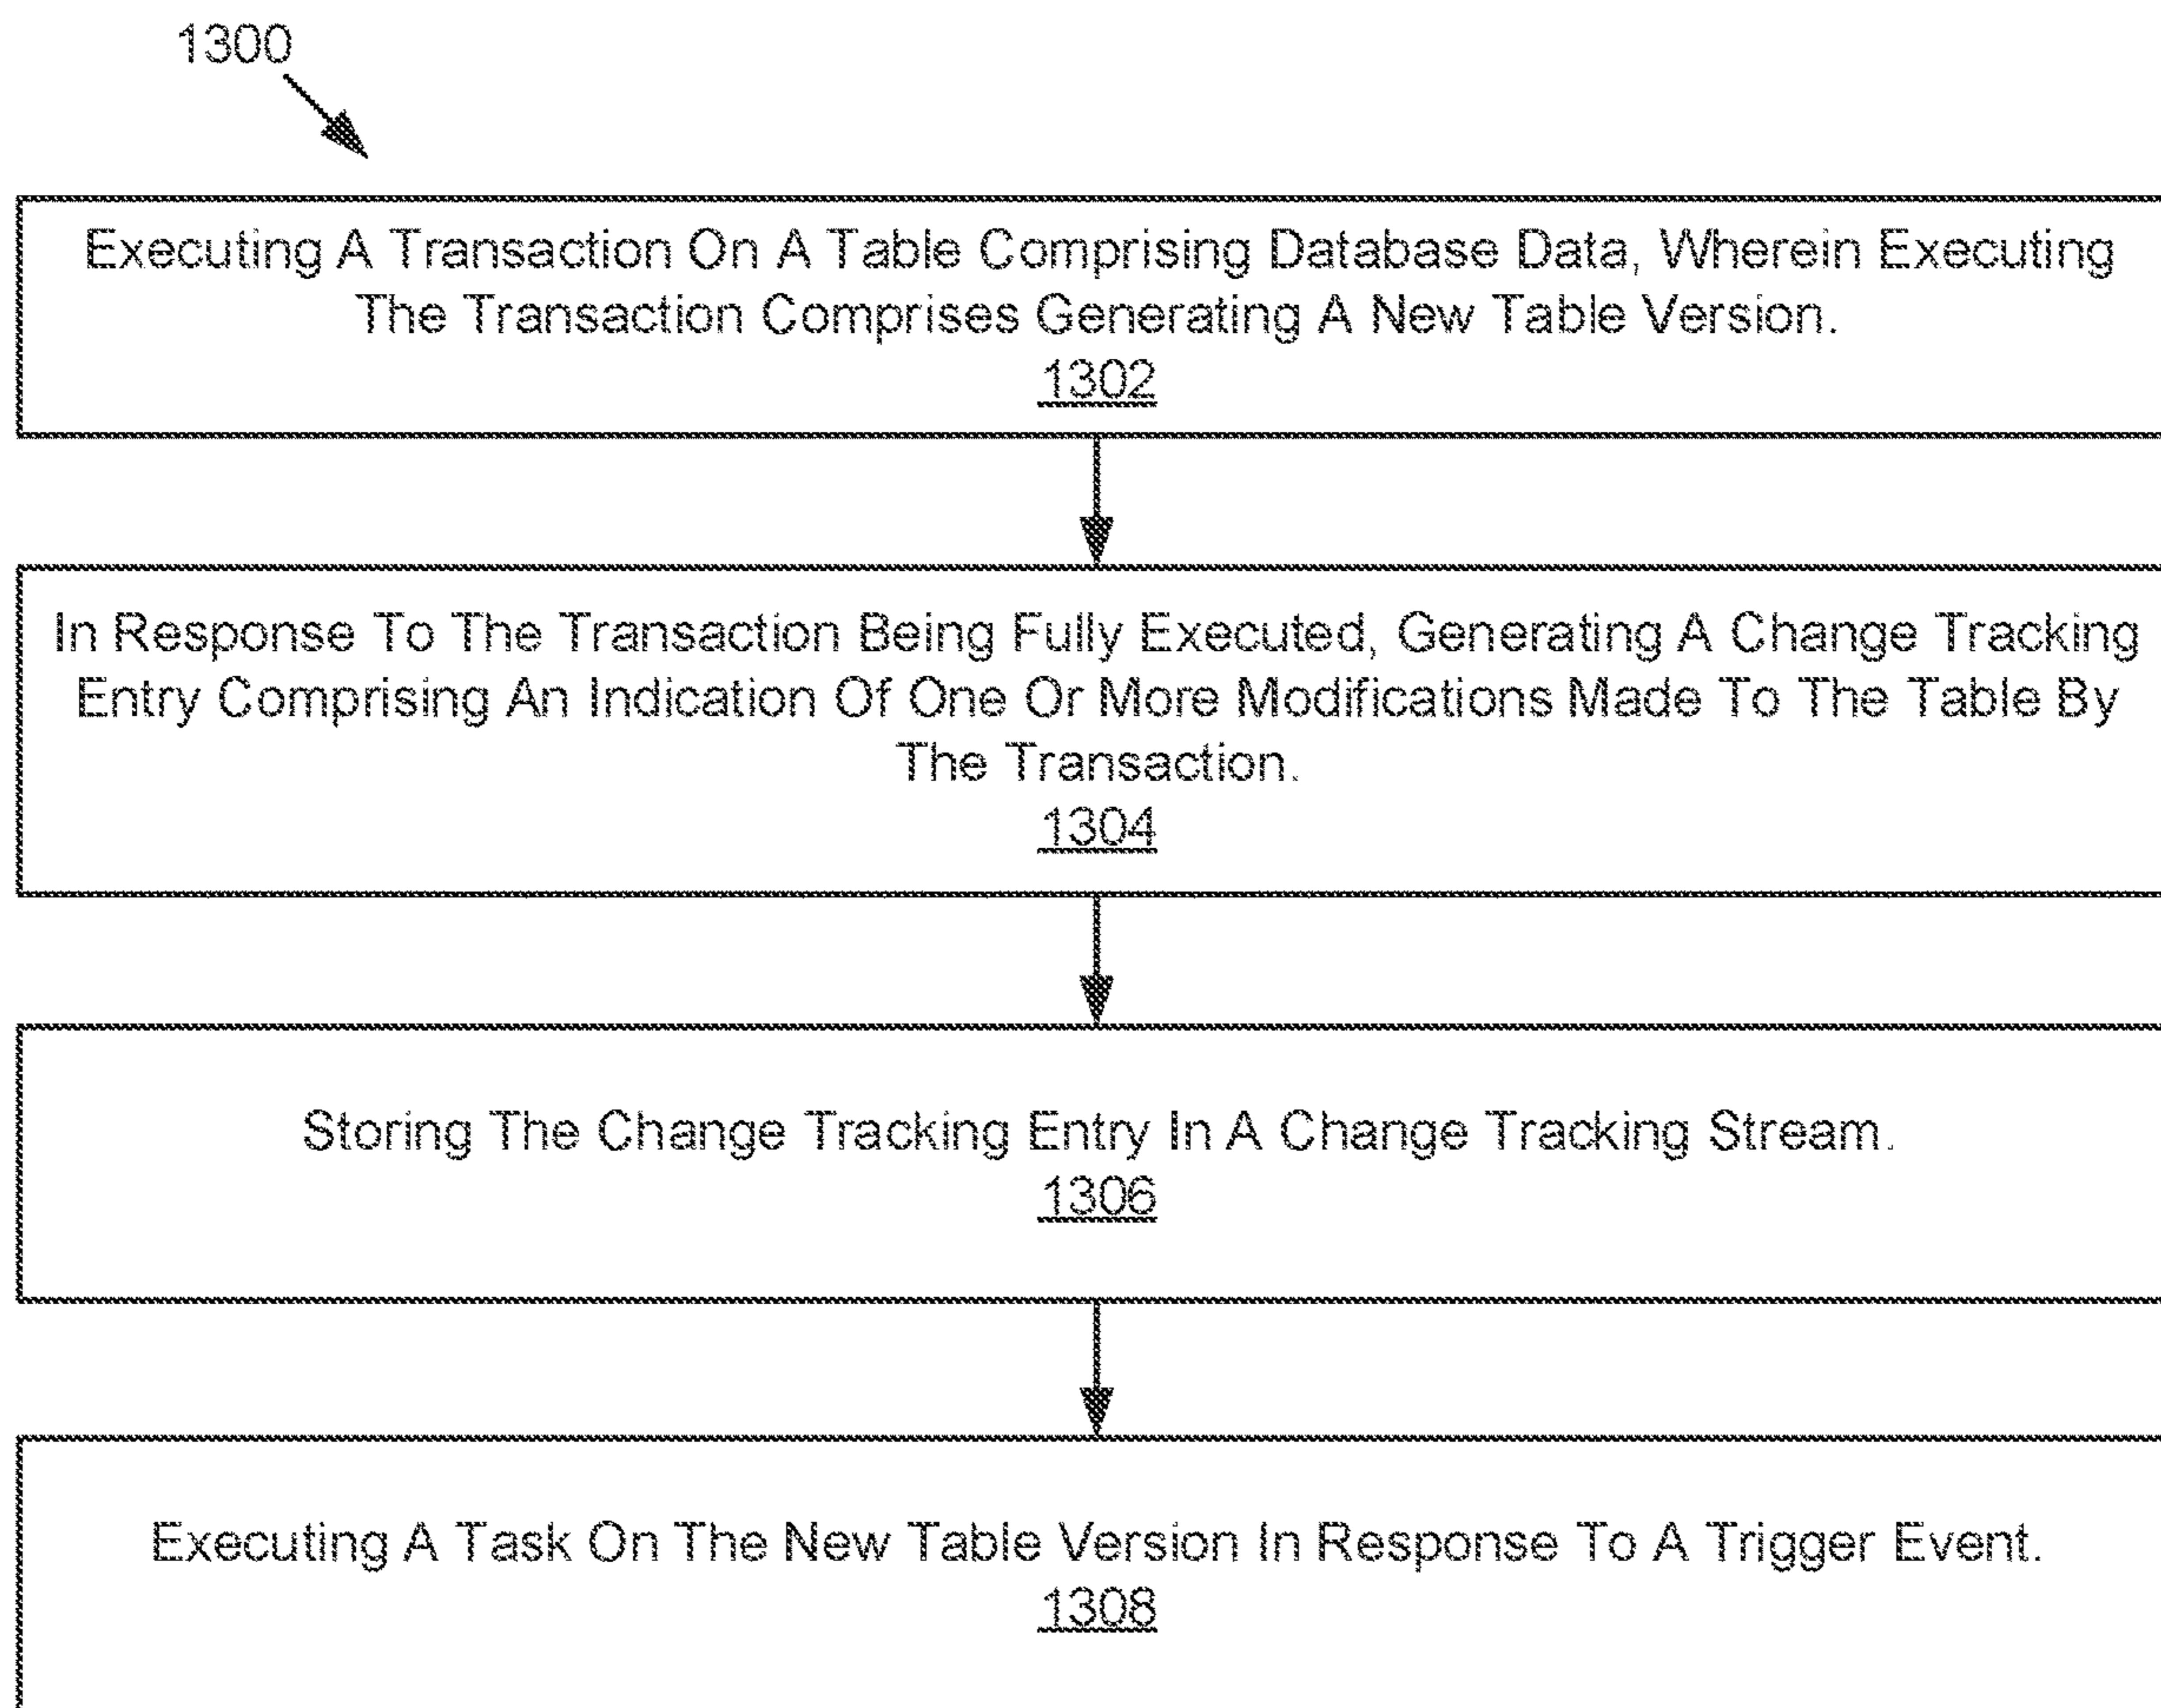 1300
Executing A Transaction On A Table Comprising Database Data, Wherein Executing
The Transaction Comprises Generating A New Table Version.
1302
In Response To The Transaction Being Fully Executed, Generating A Change Tracking
Entry Comprising An Indication Of One Or More Modifications Made To The Table By
The Transaction.
1304
Storing The Change Tracking Entry In A Change Tracking Stream.
1306
Executing A Task On The New Table Version In Response To A Trigger Event.
1308